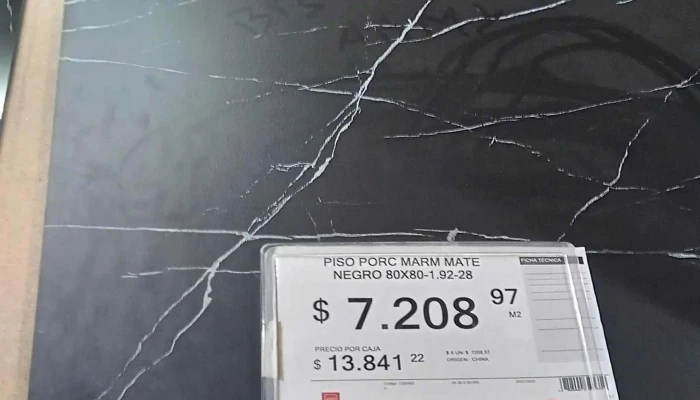 PISO PORC MARM MATE
NEGRO 80X80-1.92-28
FICHA TECNICA
$ 7.208 97
M2
PRECIO POR CAJA
$ 13.841 22
ORIGEN: CHINA